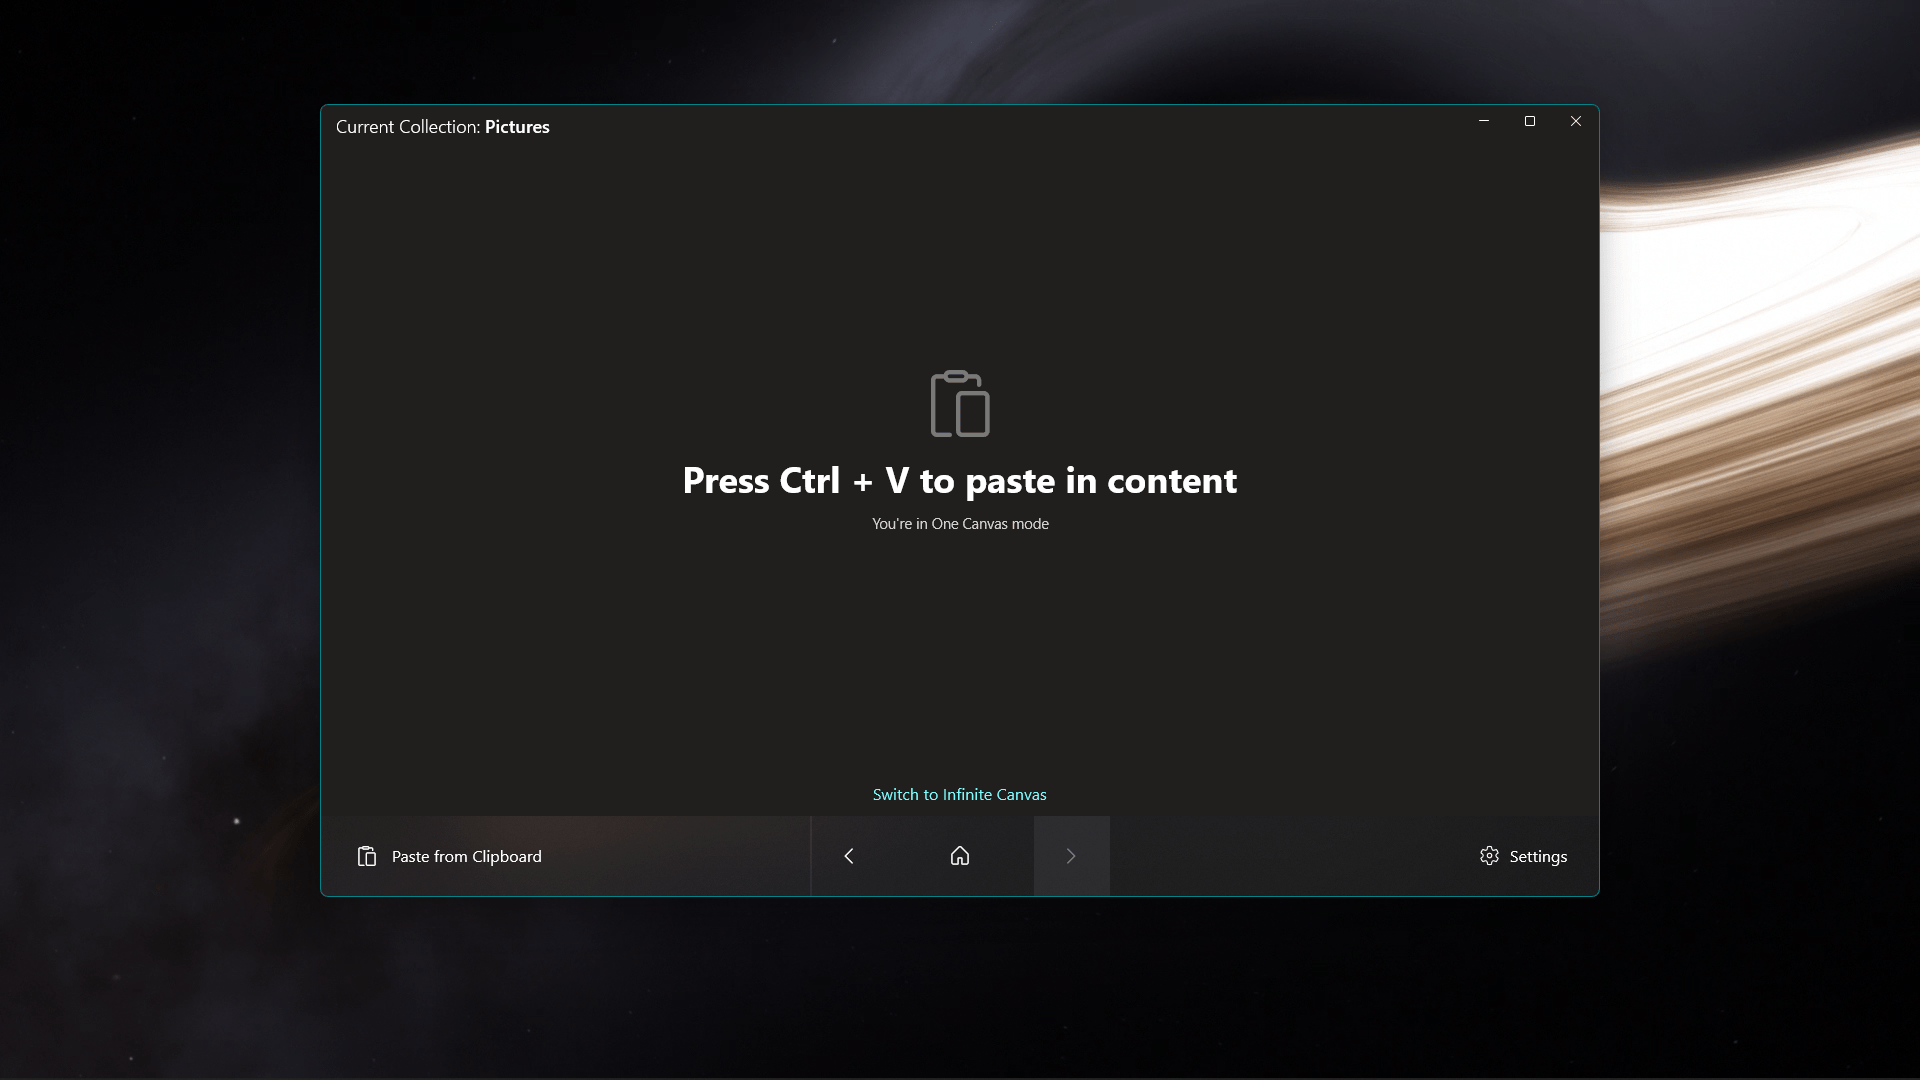 Current Collection: Pictures
Press Ctrl + V to paste in content
You're in One Canvas mode
Switch to Infinite Canvas
Paste from Clipboard
Settings